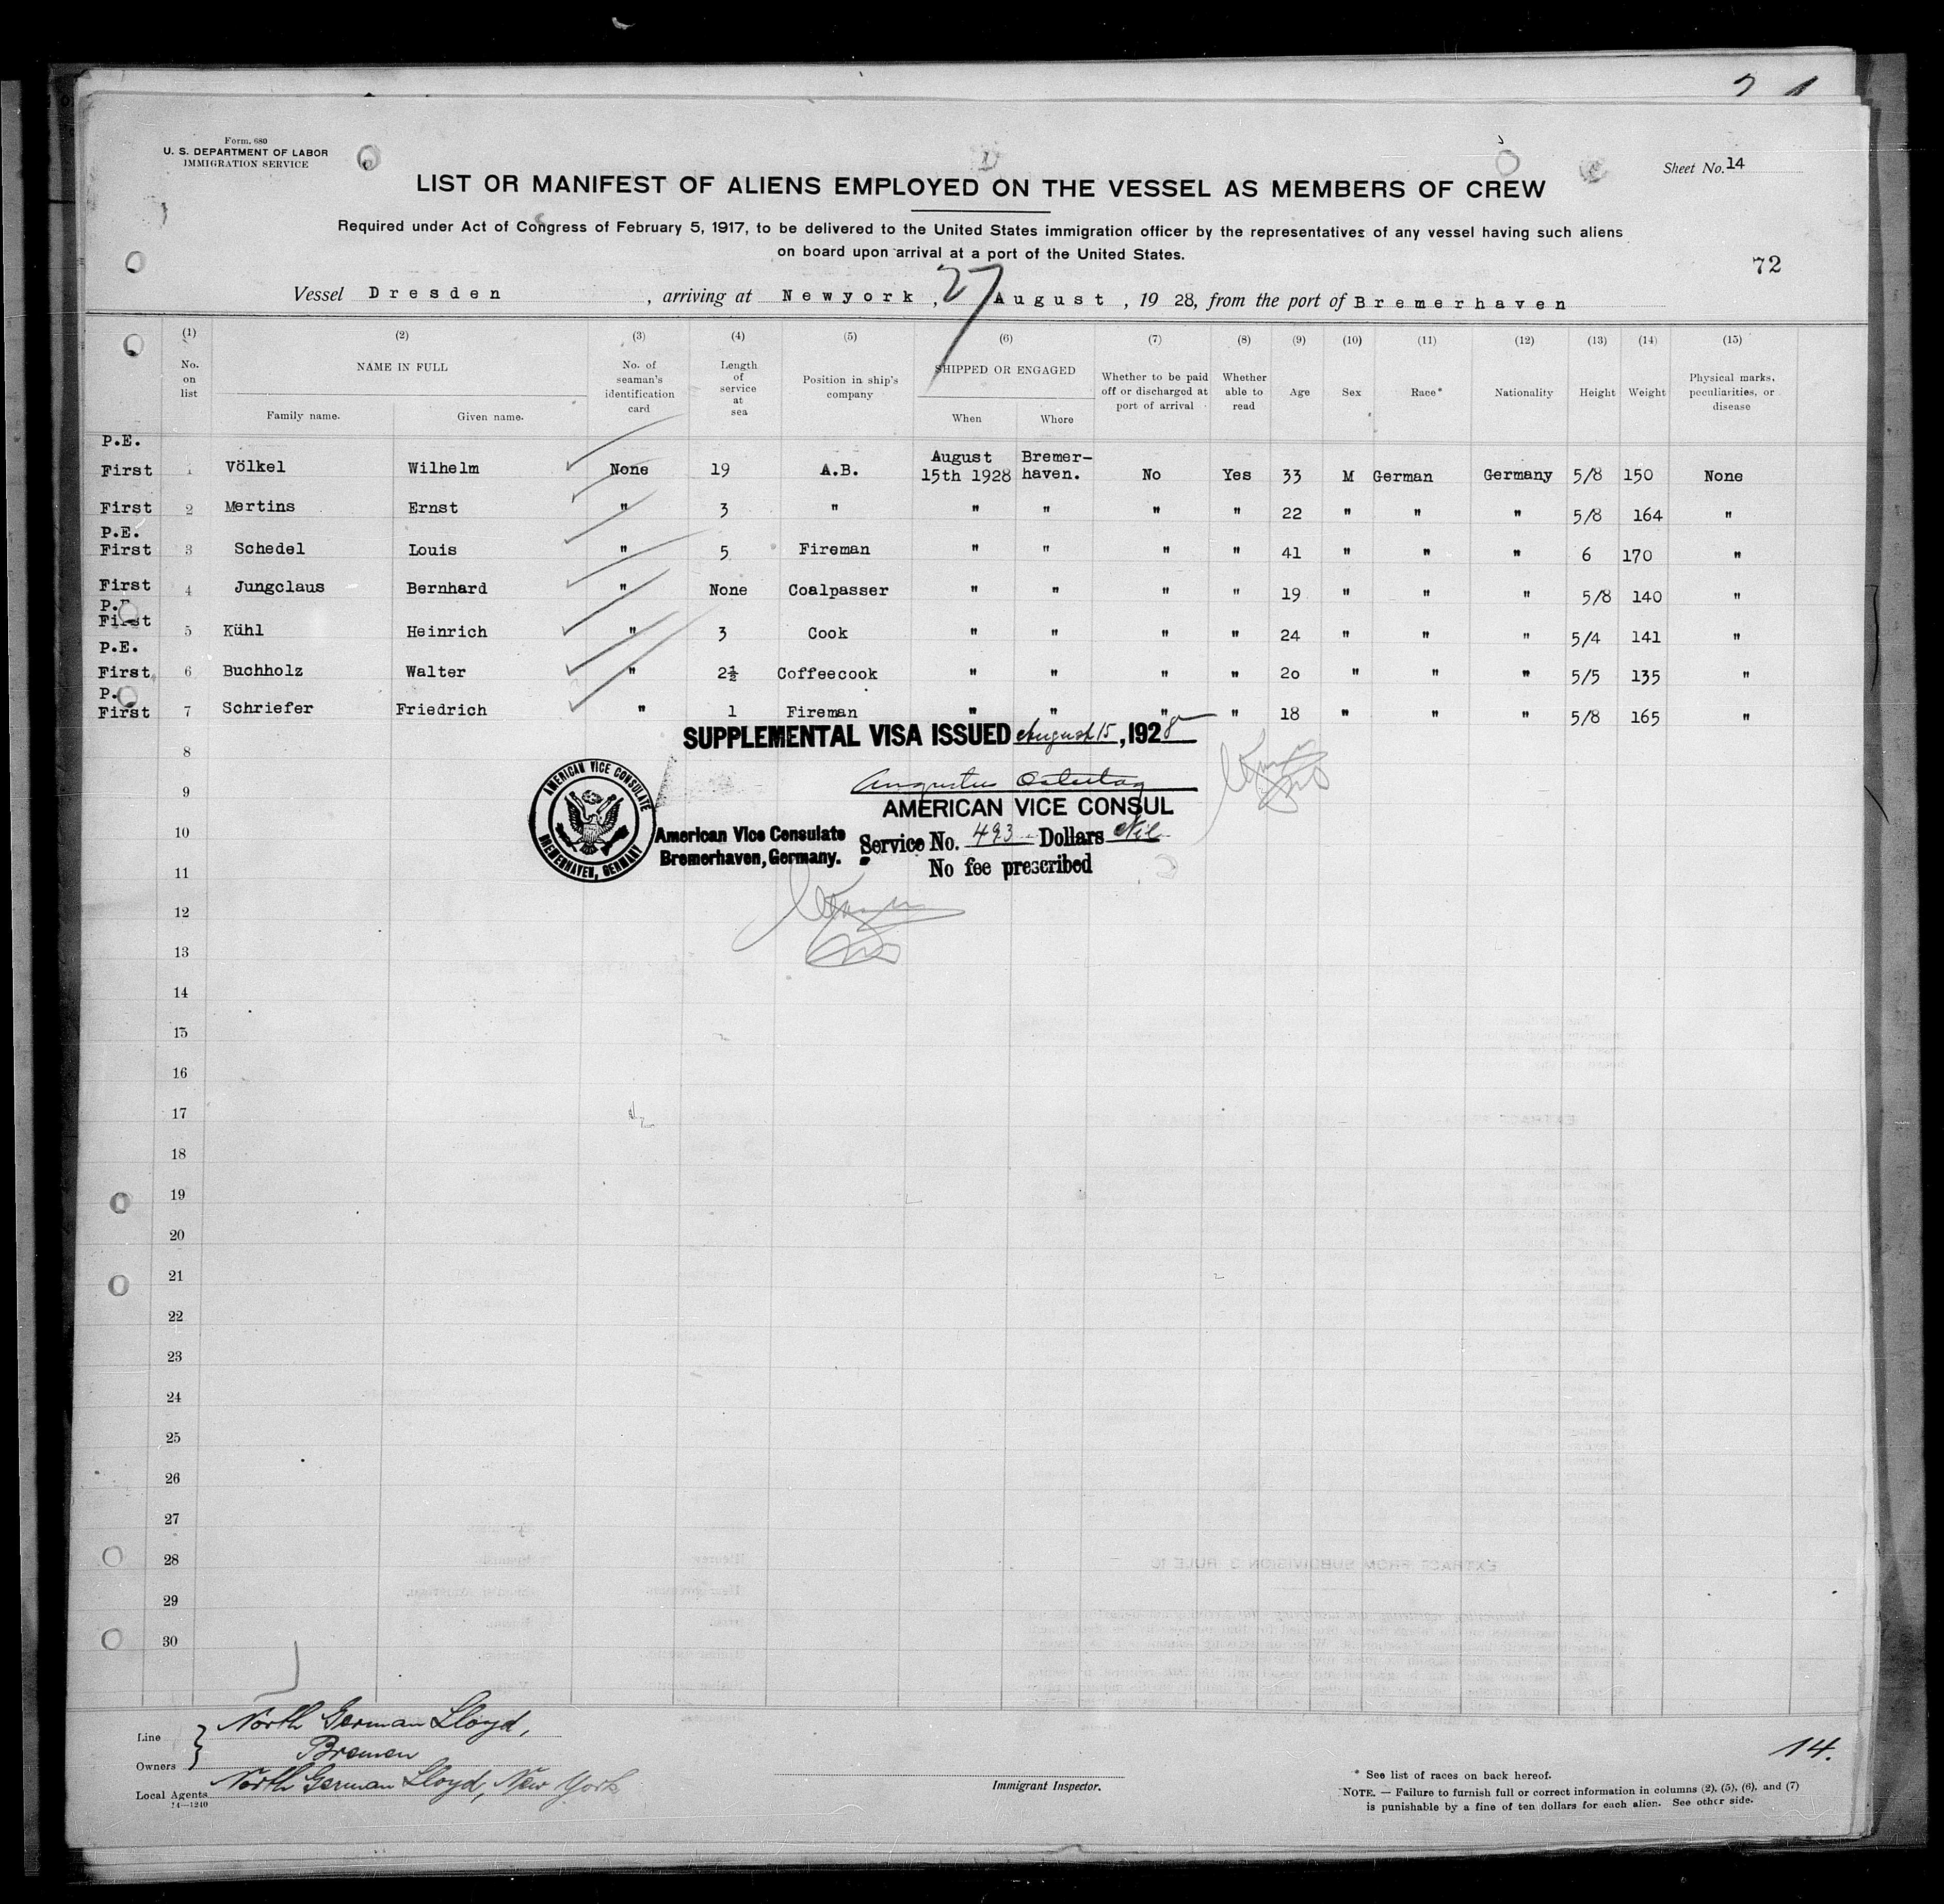 Form. 680
U. S. DEPARTMENT OF LABOR
IMMIGRATION SERVICE
Sheet No. 14
LIST OR MANIFEST OF ALIENS EMPLOYED ON THE VESSEL AS MEMBERS OF CREW
Required under Act of Congress of February 5, 1917, to be delivered to the United States immigration officer by the representatives of any vessel having such aliens
on board upon arrival at a port of the United States.
72
Vessel Dresden, arriving at Newyork, 27 August, 1928, from the port of Bremerhaven
(1) (2) (3) (4) (5) (6) (7) (8) (9) (10) (11) (12) (13) (14) (15)
No. on list NAME IN FULL Family name. Given name. No. of seaman's identification card Length of service at sea Position in ship's company SHIPPED OR ENGAGED When Where Whether to be paid off or discharged at port of arrival Whether able to read Age Sex Race* Nationality Height Weight Physical marks, peculiarities, or disease
P.E.
First 1 Völkel Wilhelm None 19 A.B. August 15th 1928 Bremer-haven. No Yes 33 M German Germany 5/8 150 None
First 2 Mertins Ernst " 3 " " " " " 22 " " " 5/8 164 "
P.E.
First 3 Schedel Louis " 5 Fireman " " " " 41 " " " 6 170 "
First 4 Jungclaus Bernhard " None Coalpasser " " " " 19 " " " 5/8 140 "
P.E.
First 5 Kühl Heinrich " 3 Cook " " " " 24 " " " 5/4 141 "
P.E.
First 6 Buchholz Walter " 2½ Coffeecook " " " " 20 " " " 5/5 135 "
P.
First 7 Schriefer Friedrich " 1 Fireman " " " " 18 " " " 5/8 165 "
SUPPLEMENTAL VISA ISSUED August 15, 1928
8
Augustus Ostertag
9
AMERICAN VICE CONSUL
AMERICAN VICE CONSULATE BREMERHAVEN, GERMANY
10
American Vice Consulate
Bremerhaven, Germany.
Service No. 493 Dollars Nil
No fee prescribed
11
12
13
14
15
16
17
18
19
20
21
22
23
24
25
26
27
28
29
30
Line North German Lloyd,
Owners Bremen
Local Agents North German Lloyd, New York
14—1240
Immigrant Inspector.
14.
* See list of races on back hereof.
NOTE. — Failure to furnish full or correct information in columns (2), (5), (6), and (7)
is punishable by a fine of ten dollars for each alien. See other side.